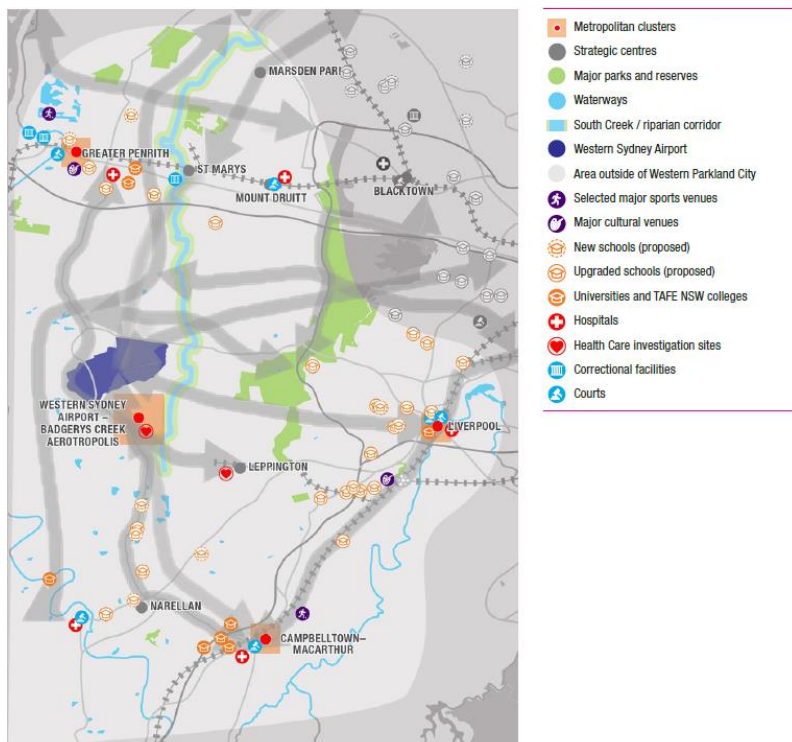 MARSDEN PARK
GREATER PENRITH
ST MARYS
MOUNT DRUITT
BLACKTOWN
WESTERN SYDNEY
AIRPORT –
BADGERYS CREEK
AEROTROPOLIS
LIVERPOOL
LEPPINGTON
NARELLAN
CAMPBELLTOWN–
MACARTHUR
Metropolitan clusters
Strategic centres
Major parks and reserves
Waterways
South Creek / riparian corridor
Western Sydney Airport
Area outside of Western Parkland City
Selected major sports venues
Major cultural venues
New schools (proposed)
Upgraded schools (proposed)
Universities and TAFE NSW colleges
Hospitals
Health Care investigation sites
Correctional facilities
Courts